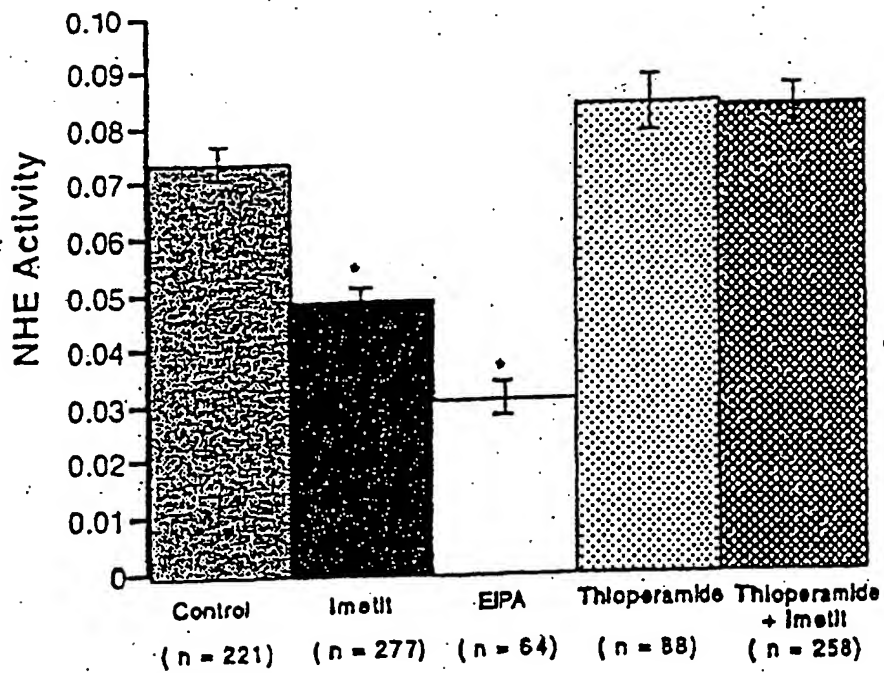 NHE Activity
0.10
0.09
0.08
0.07
0.06
0.05
0.04
0.03
0.02
0.01
0
*
*
Control
Imetit
EIPA
Thioperamide
Thioperamide
+ Imetit
(n = 221)
(n = 277)
(n = 64)
(n = 88)
(n = 258)